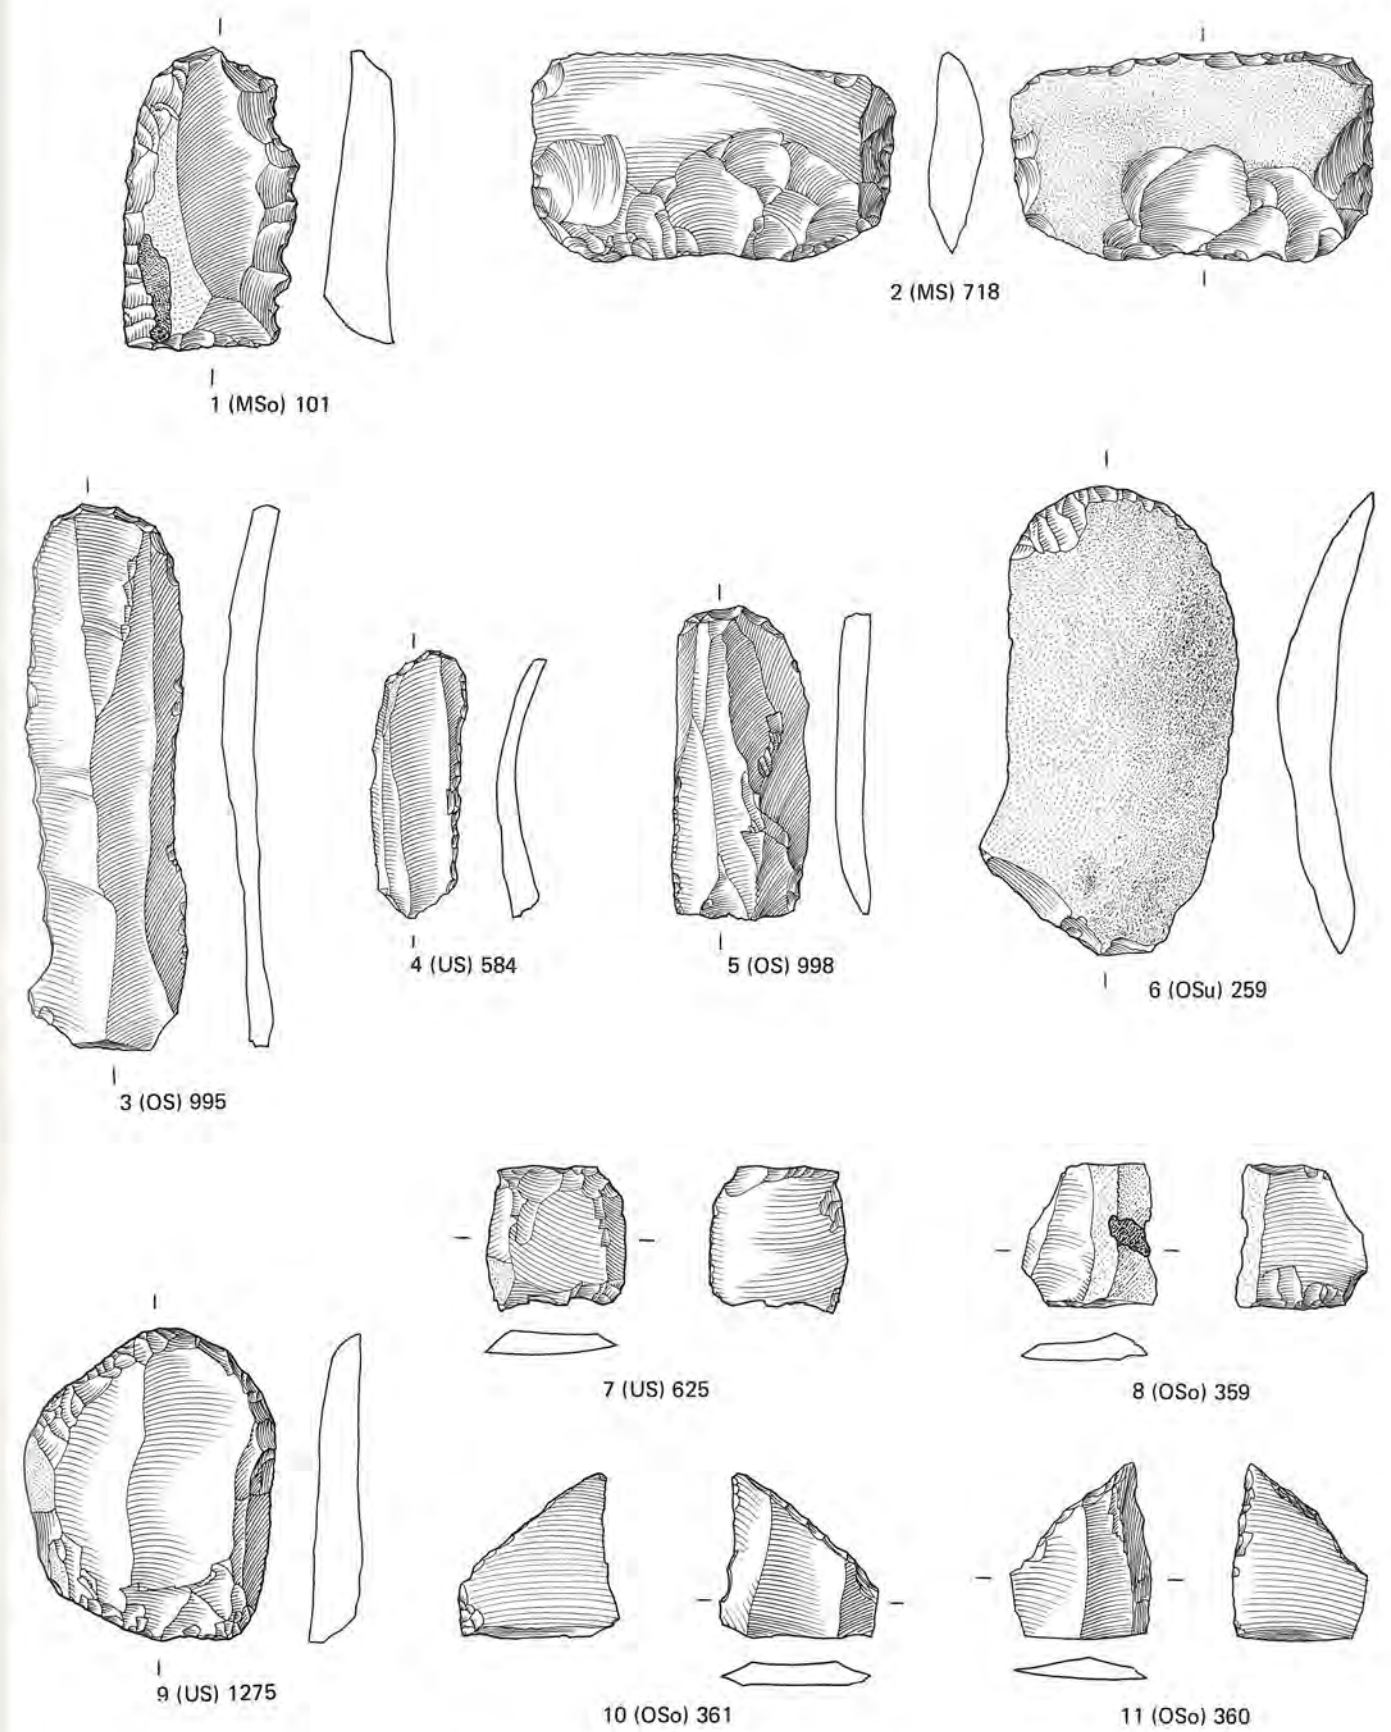 1 (MSo) 101
2 (MS) 718
3 (OS) 995
4 (US) 584
5 (OS) 998
6 (OSu) 259
7 (US) 625
8 (OSo) 359
9 (US) 1275
10 (OSo) 361
11 (OSo) 360